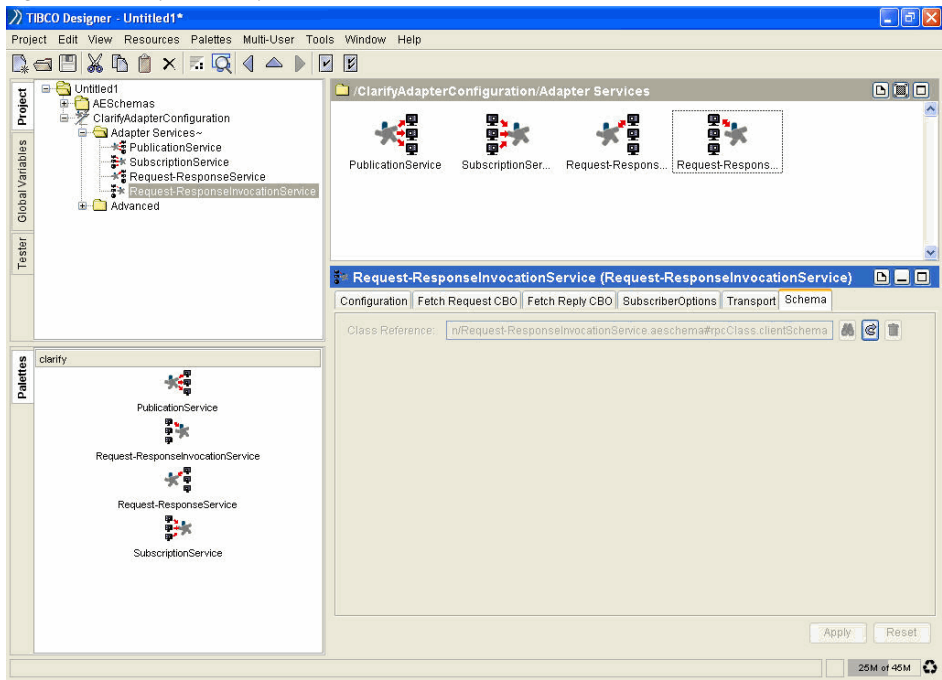 TIBCO Designer - Untitled1*
Project Edit View Resources Palettes Multi-User Tools Window Help
Project
Global Variables
Tester
Untitled1
AESchemas
ClarifyAdapterConfiguration
Adapter Services~
PublicationService
SubscriptionService
Request-ResponseService
Request-ResponseInvocationService
Advanced
/ClarifyAdapterConfiguration/Adapter Services
PublicationService SubscriptionSer... Request-Respons... Request-Respons...
Request-ResponseInvocationService (Request-ResponseInvocationService)
Configuration Fetch Request CBO Fetch Reply CBO SubscriberOptions Transport Schema
Class Reference: n/Request-ResponseInvocationService.aeschema#rpcClass.clientSchema
Palettes
clarify
PublicationService
Request-ResponseInvocationService
Request-ResponseService
SubscriptionService
Apply Reset
25M of 45M